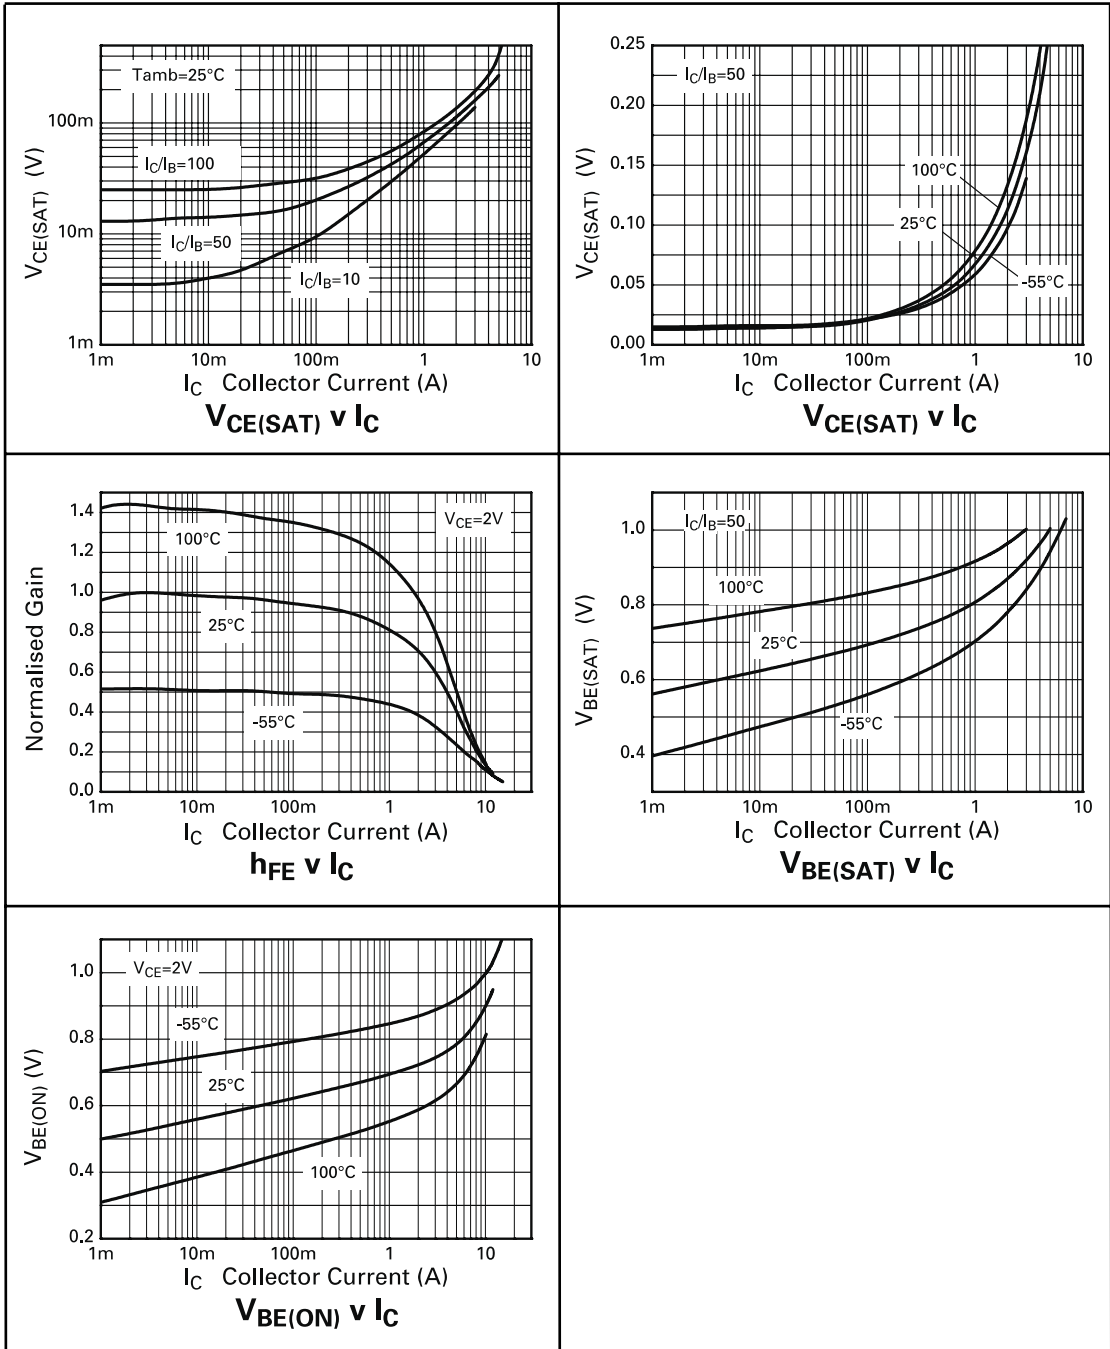 Tamb=25°C
IC/IB=100
IC/IB=50
IC/IB=10
100m
10m
1m
VCE(SAT) (V)
1m 10m 100m 1 10
IC Collector Current (A)
VCE(SAT) v IC
IC/IB=50
100°C
25°C
-55°C
0.25
0.20
0.15
0.10
0.05
0.00
VCE(SAT) (V)
1m 10m 100m 1 10
IC Collector Current (A)
VCE(SAT) v IC
VCE=2V
100°C
25°C
-55°C
1.4
1.2
1.0
0.8
0.6
0.4
0.2
0.0
Normalised Gain
1m 10m 100m 1 10
IC Collector Current (A)
hFE v IC
IC/IB=50
100°C
25°C
-55°C
1.0
0.8
0.6
0.4
VBE(SAT) (V)
1m 10m 100m 1 10
IC Collector Current (A)
VBE(SAT) v IC
VCE=2V
-55°C
25°C
100°C
1.0
0.8
0.6
0.4
0.2
VBE(ON) (V)
1m 10m 100m 1 10
IC Collector Current (A)
VBE(ON) v IC